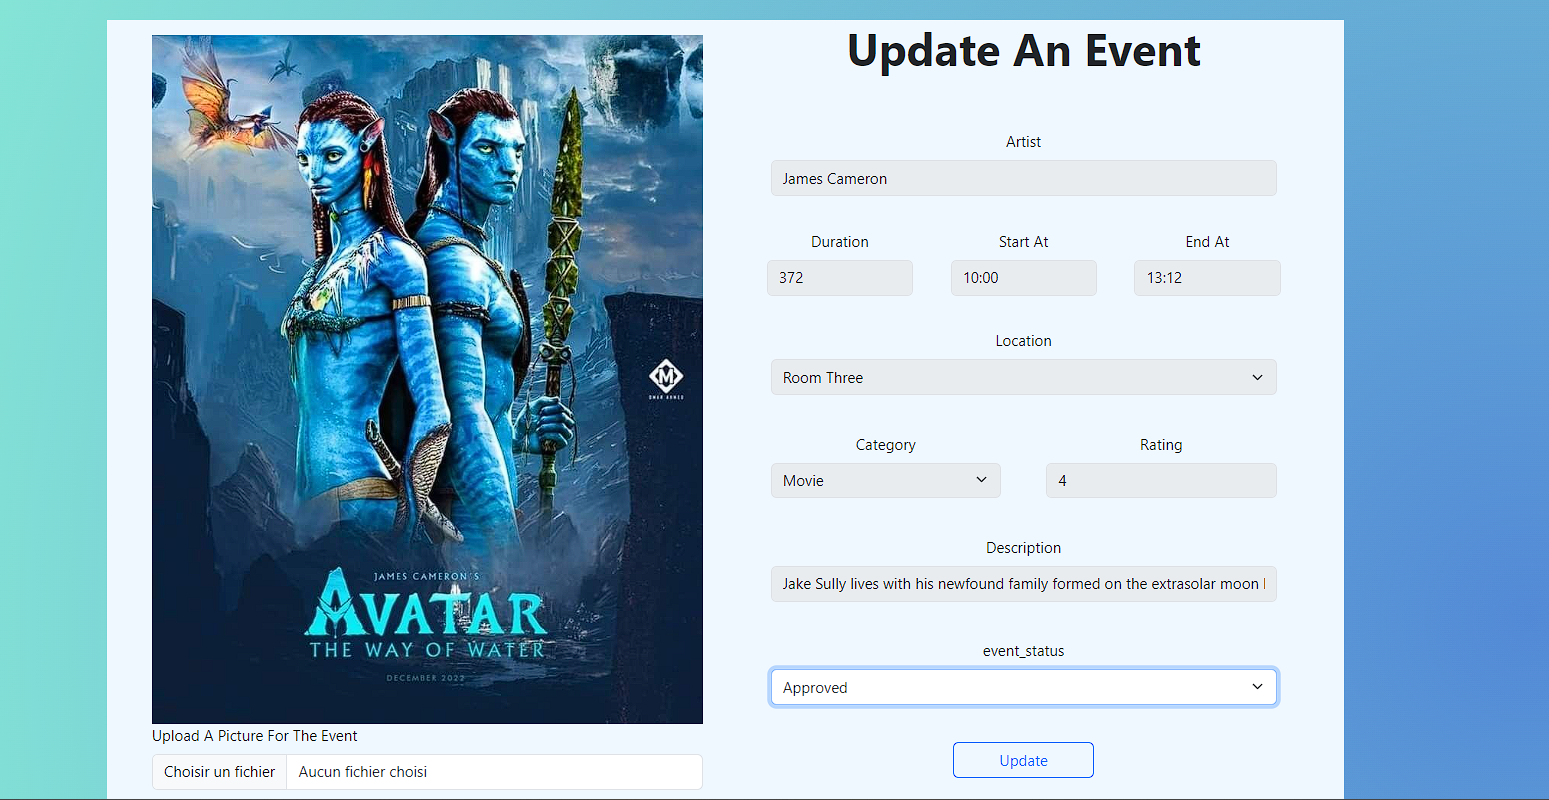 JAMES CAMERON'S
AVATAR
THE WAY OF WATER
DECEMBER 2022
M
OMAR AHMED
Upload A Picture For The Event
Choisir un fichier Aucun fichier choisi
Update An Event
Artist
James Cameron
Duration Start At End At
372 10:00 13:12
Location
Room Three
Category Rating
Movie 4
Description
Jake Sully lives with his newfound family formed on the extrasolar moon
event_status
Approved
Update